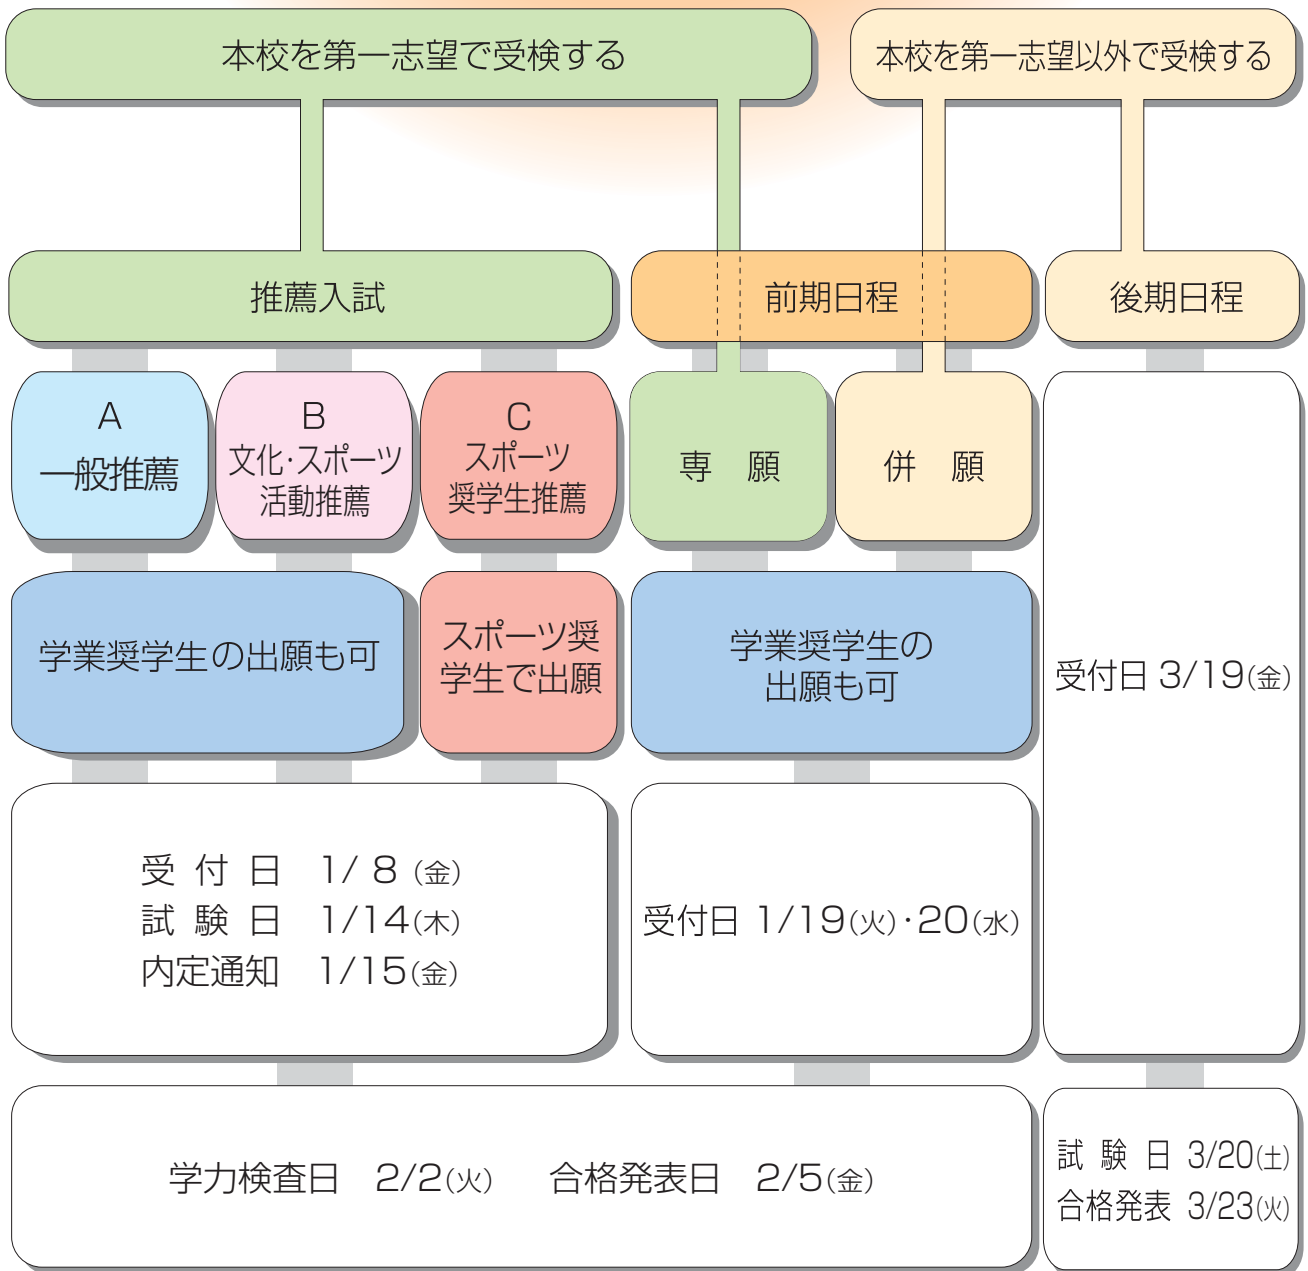 本校を第一志望で受検する
本校を第一志望以外で受検する
推薦入試
前期日程
後期日程
A
一般推薦
B
文化・スポーツ
活動推薦
C
スポーツ
奨学生推薦
専 願
併 願
学業奨学生の出願も可
スポーツ奨
学生で出願
学業奨学生の
出願も可
受付日 3/19(金)
受 付 日 1/ 8 (金)
試 験 日 1/14(木)
内定通知 1/15(金)
受付日 1/19(火)・20(水)
学力検査日 2/2(火) 合格発表日 2/5(金)
試 験 日 3/20(土)
合格発表 3/23(火)